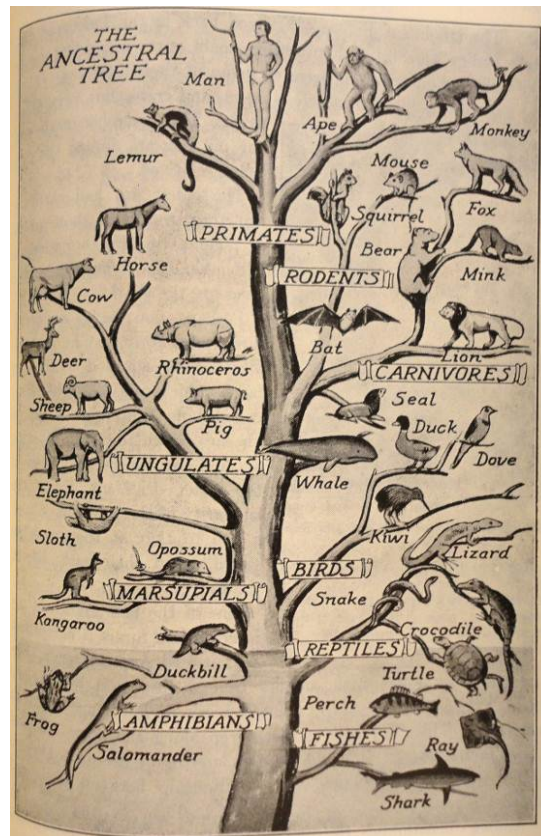 THE
ANCESTRAL
TREE
Man
Ape
Monkey
Lemur
Mouse
Squirrel
Fox
PRIMATES
Bear
Horse
RODENTS
Mink
Cow
Bat
Lion
Deer
Rhinoceros
CARNIVORES
Sheep
Pig
Seal
Duck
Dove
UNGULATES
Whale
Elephant
Kiwi
Sloth
Opossum
Lizard
BIRDS
MARSUPIALS
Snake
Kangaroo
Crocodile
REPTILES
Duckbill
Turtle
Perch
Frog
AMPHIBIANS
FISHES
Ray
Salomander
Shark